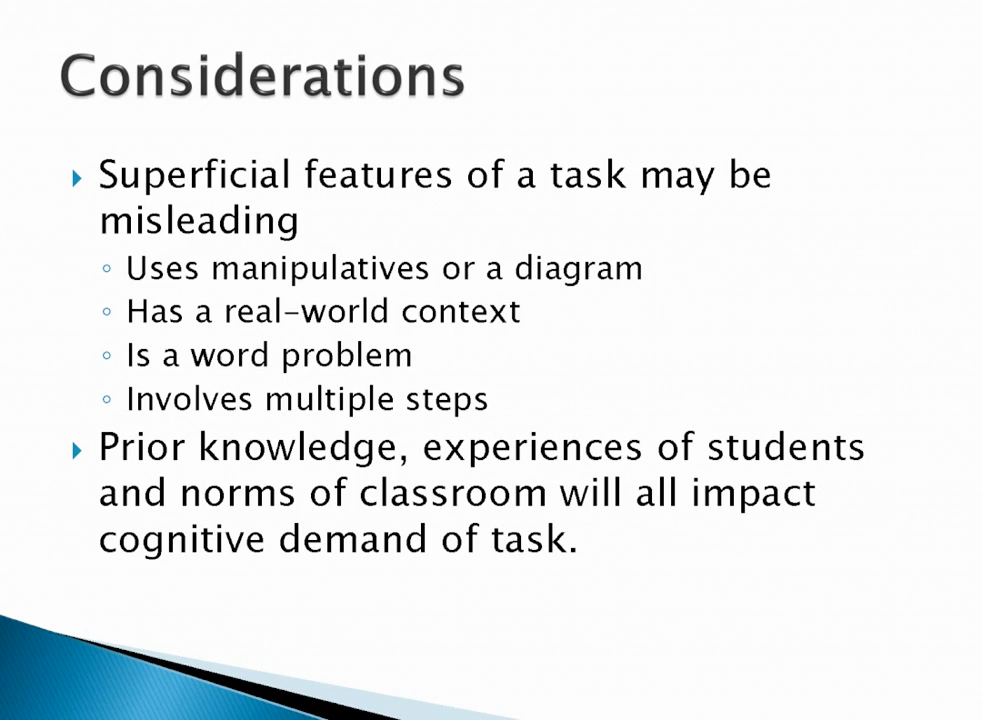 Considerations
Superficial features of a task may be
misleading
Uses manipulatives or a diagram
Has a real-world context
Is a word problem
Involves multiple steps
Prior knowledge, experiences of students
and norms of classroom will all impact
cognitive demand of task.